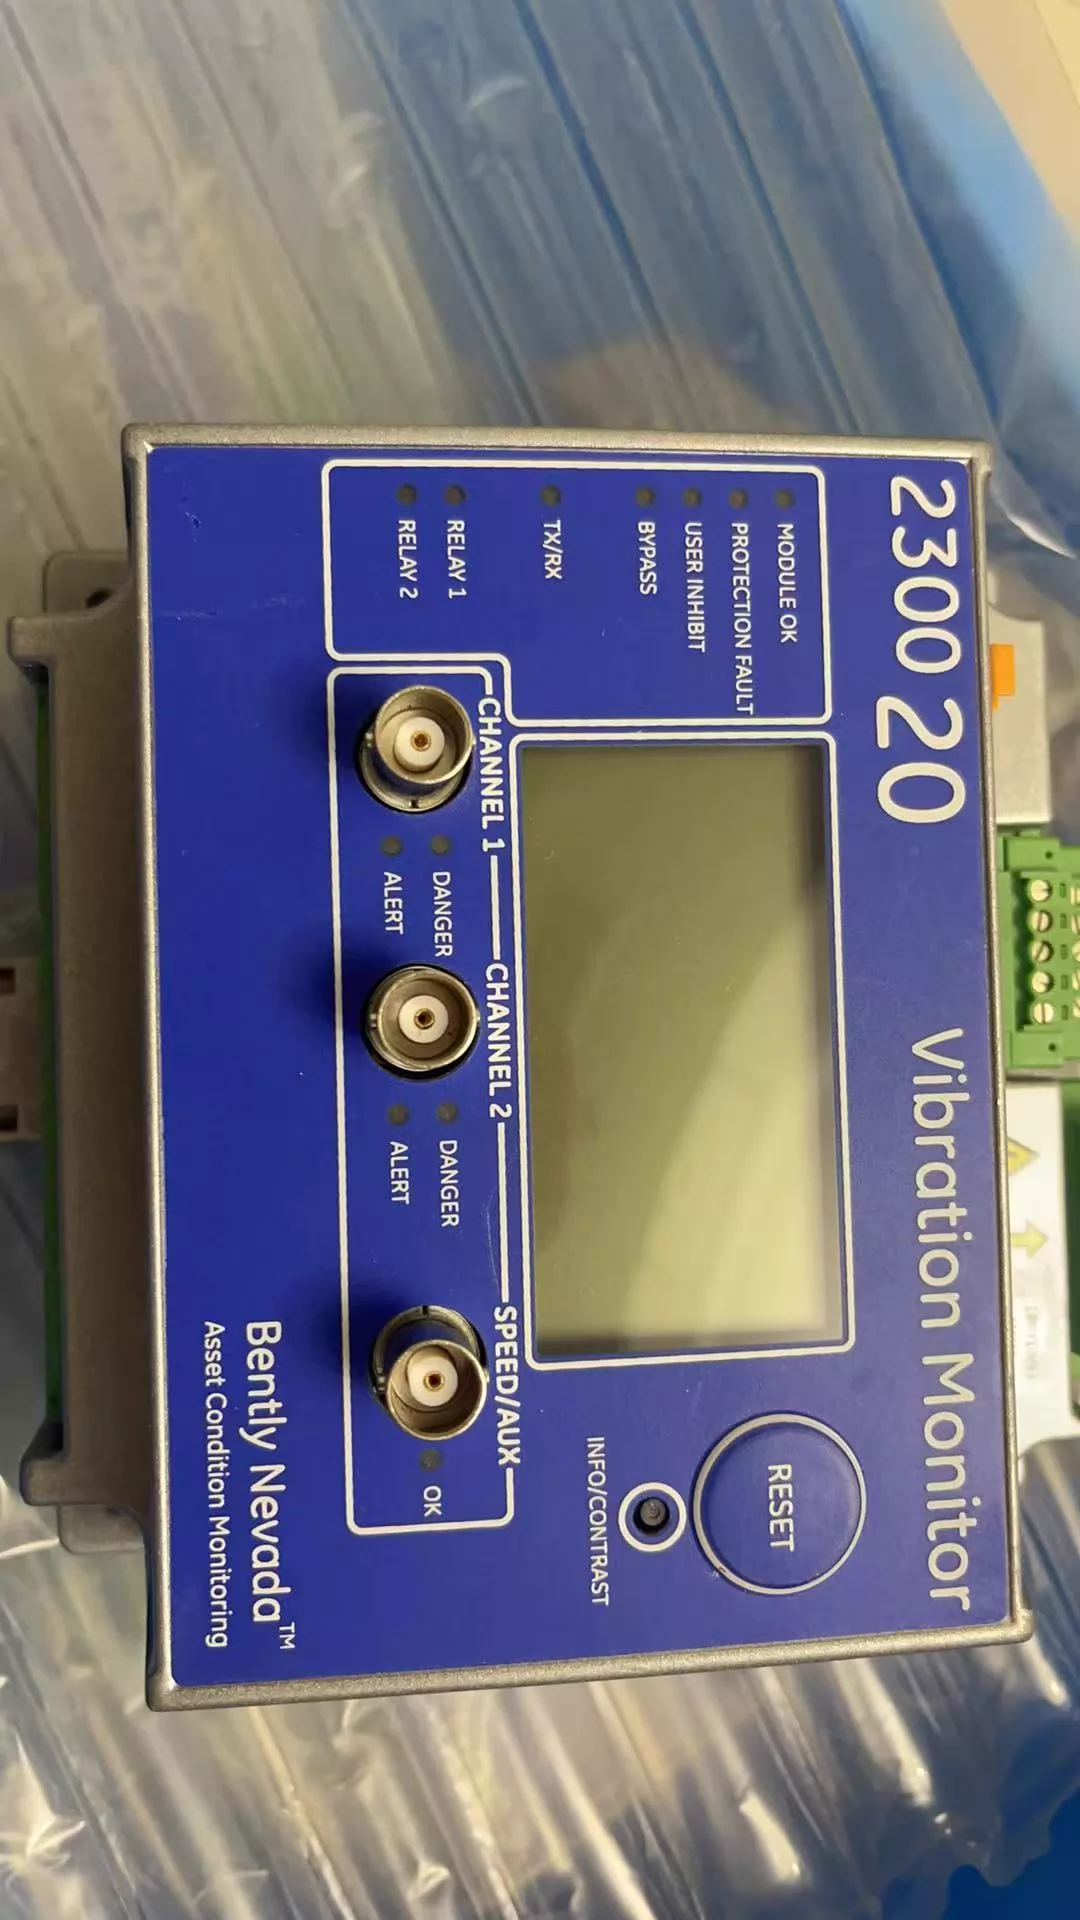 2300 20 Vibration Monitor
MODULE OK
PROTECTION FAULT
USER INHIBIT
BYPASS
TX/RX
RELAY 1
RELAY 2
RESET
INFO/CONTRAST
CHANNEL 1
DANGER
ALERT
CHANNEL 2
DANGER
ALERT
SPEED/AUX
OK
Bently Nevada™
Asset Condition Monitoring